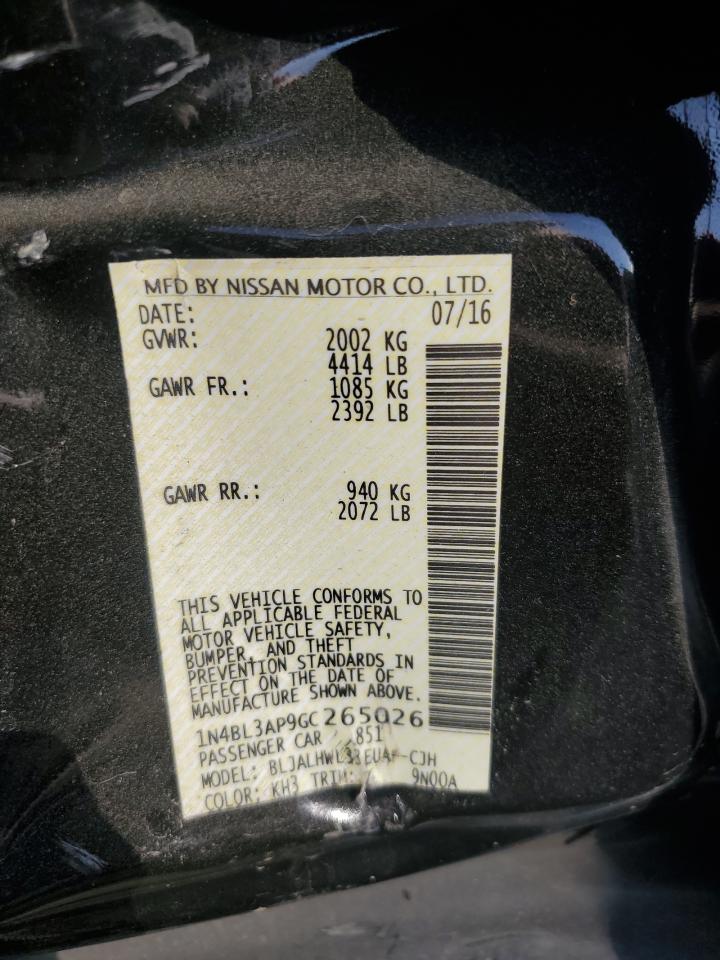 MFD BY NISSAN MOTOR CO., LTD.
DATE: 07/16
GVWR: 2002 KG
4414 LB
GAWR FR.: 1085 KG
2392 LB
GAWR RR.: 940 KG
2072 LB
THIS VEHICLE CONFORMS TO
ALL APPLICABLE FEDERAL
MOTOR VEHICLE SAFETY,
BUMPER, AND THEFT
PREVENTION STANDARDS IN
EFFECT ON THE DATE OF
MANUFACTURE SHOWN ABOVE.
1N4BL3AP9GC265026
PASSENGER CAR 851
MODEL:
COLOR: KH3 TRIM: 9N00A